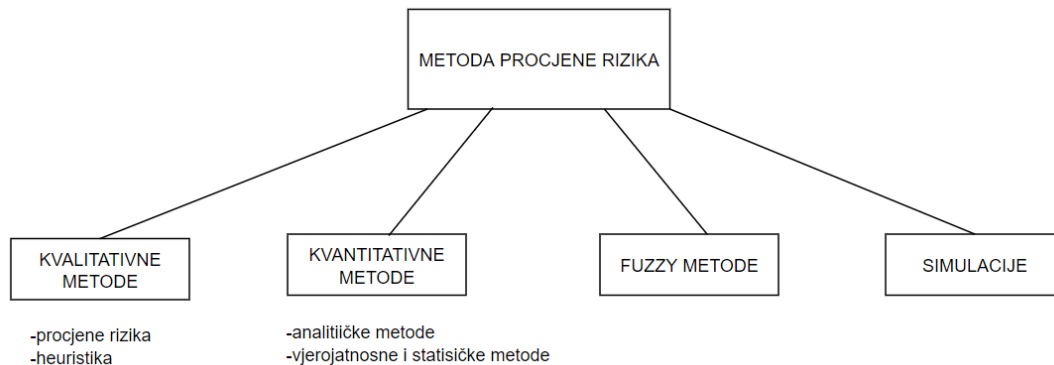 METODA PROCJENE RIZIKA
KVALITATIVNE
METODE
KVANTITATIVNE
METODE
FUZZY METODE
SIMULACIJE
-procjene rizika
-heuristika
-analitiičke metode
-vjerojatnosne i statisičke metode